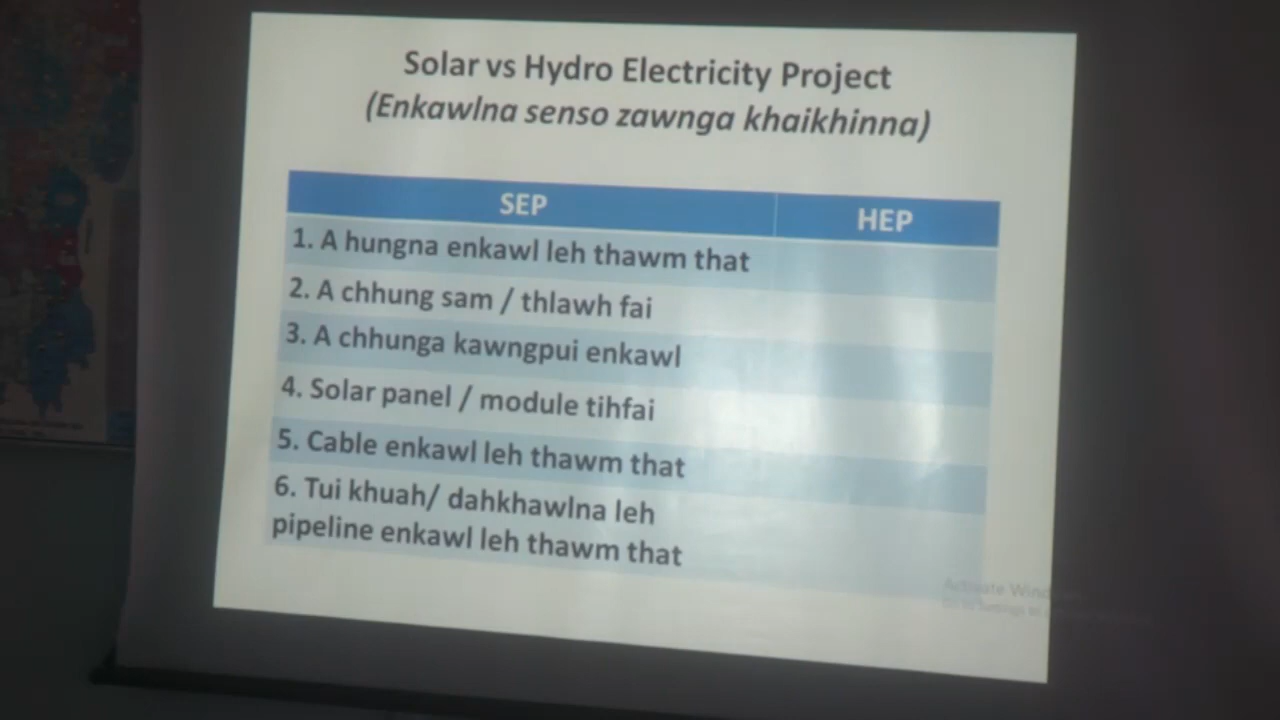 Solar vs Hydro Electricity Project
(Enkawlna senso zawnga khaikhinna)
SEP HEP
1. A hungna enkawl leh thawm that
2. A chhung sam / thlawh fai
3. A chhunga kawngpui enkawl
4. Solar panel / module tihfai
5. Cable enkawl leh thawm that
6. Tui khuah/ dahkhawlna leh
pipeline enkawl leh thawm that
Activate